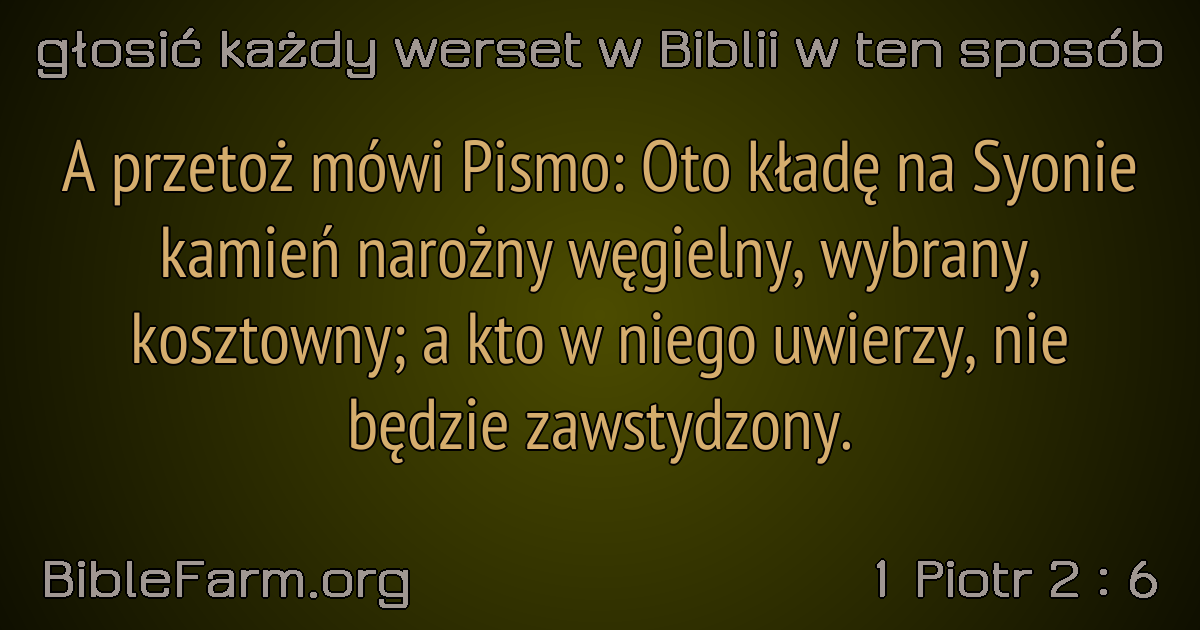 głosić każdy werset w Biblii w ten sposób
A przetoż mówi Pismo: Oto kładę na Syonie
kamień narożny węgielny, wybrany,
kosztowny; a kto w niego uwierzy, nie
będzie zawstydzony.
BibleFarm.org
1 Piotr 2 : 6